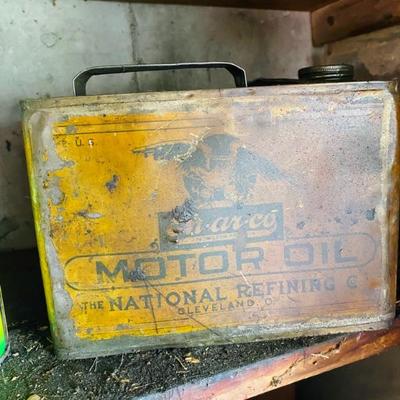 U.S
en-ar-co
MOTOR OIL
THE NATIONAL REFINING Co
CLEVELAND, O.